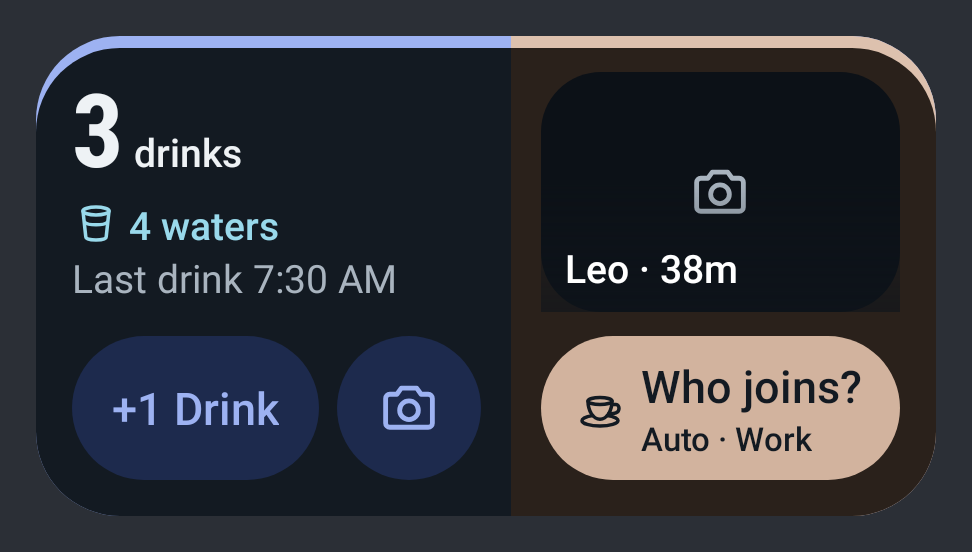 3 drinks
4 waters
Last drink 7:30 AM
+1 Drink
Leo · 38m
Who joins?
Auto · Work